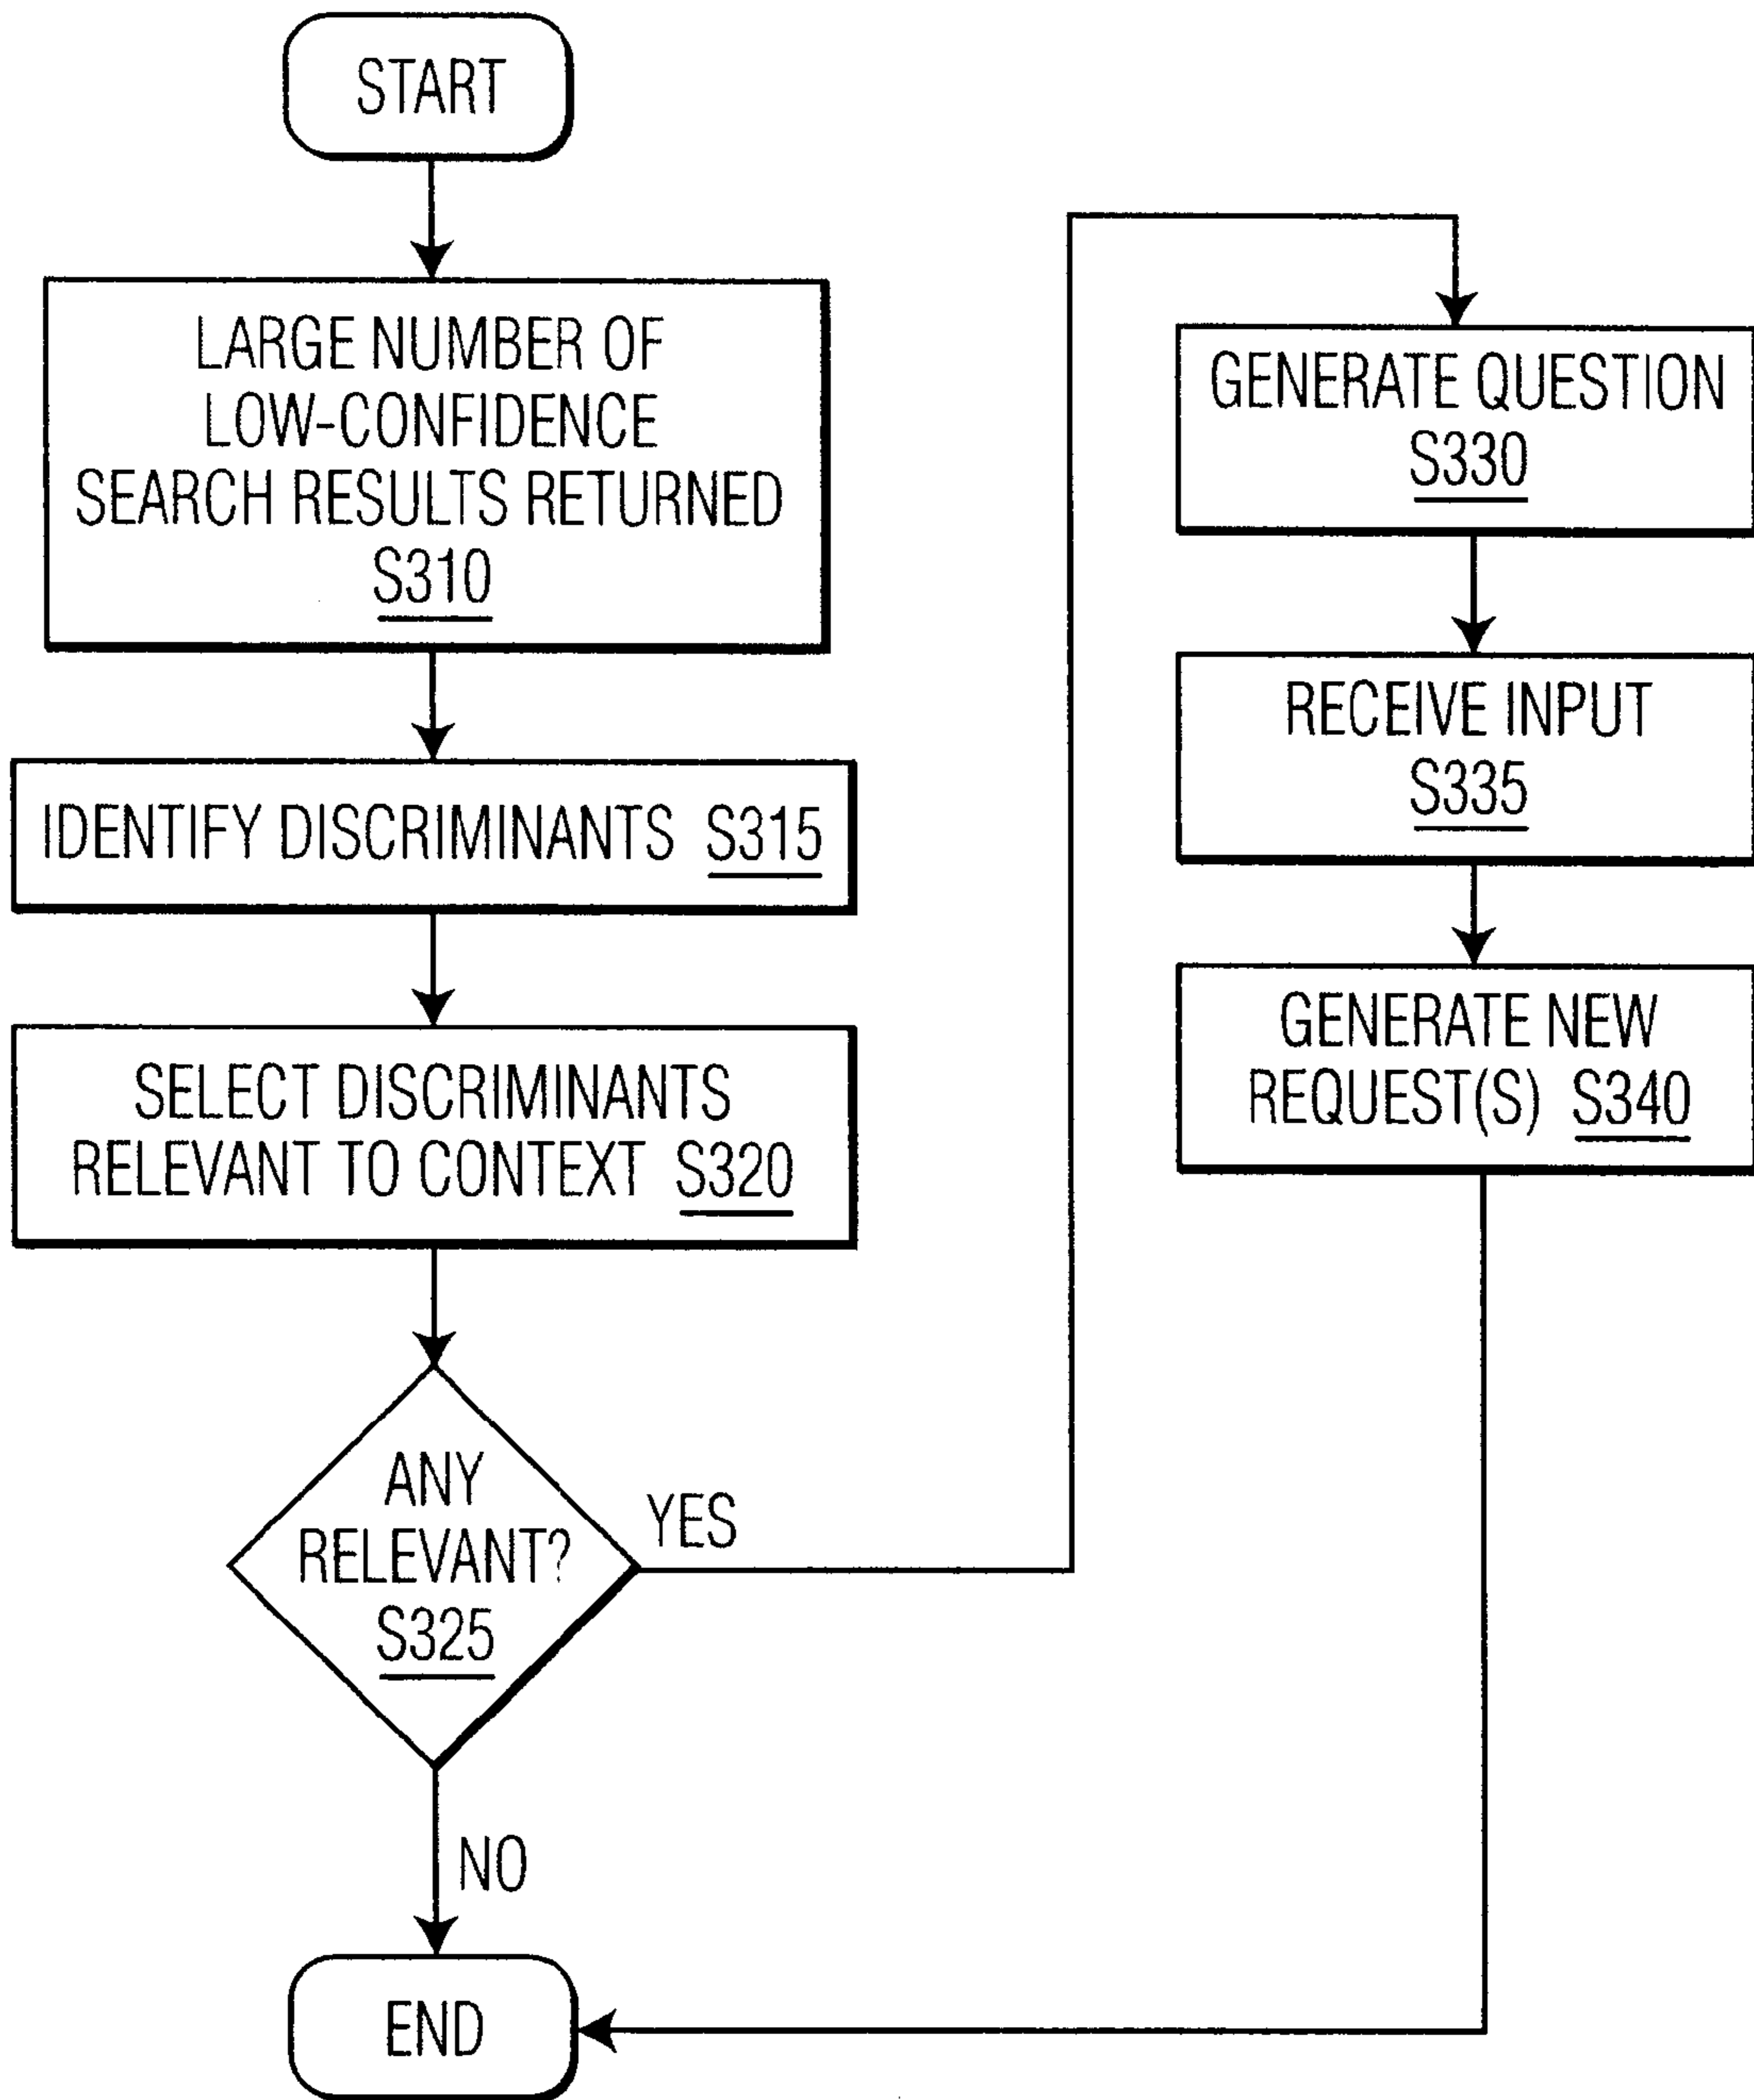 START
LARGE NUMBER OF
LOW-CONFIDENCE
SEARCH RESULTS RETURNED
S310
IDENTIFY DISCRIMINANTS S315
SELECT DISCRIMINANTS
RELEVANT TO CONTEXT S320
ANY
RELEVANT?
S325
YES
NO
GENERATE QUESTION
S330
RECEIVE INPUT
S335
GENERATE NEW
REQUEST(S) S340
END